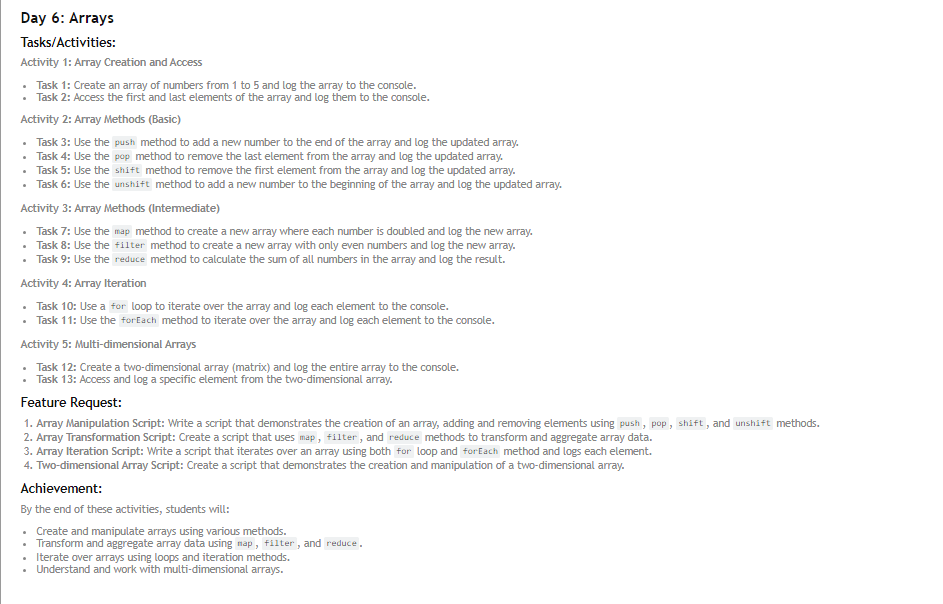 Day 6: Arrays
Tasks/Activities:
Activity 1: Array Creation and Access
• Task 1: Create an array of numbers from 1 to 5 and log the array to the console.
• Task 2: Access the first and last elements of the array and log them to the console.
Activity 2: Array Methods (Basic)
• Task 3: Use the push method to add a new number to the end of the array and log the updated array.
• Task 4: Use the pop method to remove the last element from the array and log the updated array.
• Task 5: Use the shift method to remove the first element from the array and log the updated array.
• Task 6: Use the unshift method to add a new number to the beginning of the array and log the updated array.
Activity 3: Array Methods (Intermediate)
• Task 7: Use the map method to create a new array where each number is doubled and log the new array.
• Task 8: Use the filter method to create a new array with only even numbers and log the new array.
• Task 9: Use the reduce method to calculate the sum of all numbers in the array and log the result.
Activity 4: Array Iteration
• Task 10: Use a for loop to iterate over the array and log each element to the console.
• Task 11: Use the forEach method to iterate over the array and log each element to the console.
Activity 5: Multi-dimensional Arrays
• Task 12: Create a two-dimensional array (matrix) and log the entire array to the console.
• Task 13: Access and log a specific element from the two-dimensional array.
Feature Request:
1. Array Manipulation Script: Write a script that demonstrates the creation of an array, adding and removing elements using push, pop, shift, and unshift methods.
2. Array Transformation Script: Create a script that uses map, filter, and reduce methods to transform and aggregate array data.
3. Array Iteration Script: Write a script that iterates over an array using both for loop and forEach method and logs each element.
4. Two-dimensional Array Script: Create a script that demonstrates the creation and manipulation of a two-dimensional array.
Achievement:
By the end of these activities, students will:
• Create and manipulate arrays using various methods.
• Transform and aggregate array data using map, filter, and reduce.
• Iterate over arrays using loops and iteration methods.
• Understand and work with multi-dimensional arrays.